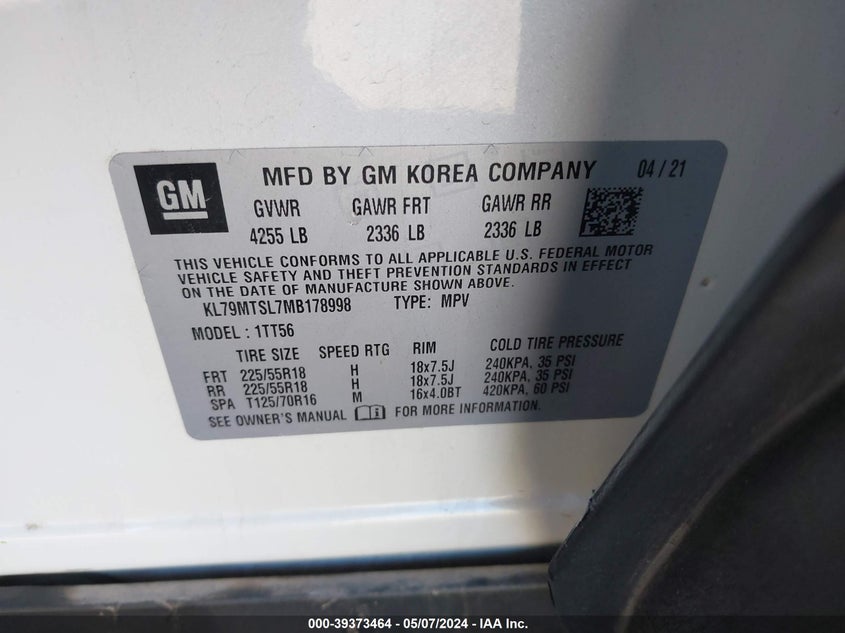 GM
MFD BY GM KOREA COMPANY 04 / 21
GVWR GAWR FRT GAWR RR
4255 LB 2336 LB 2336 LB
THIS VEHICLE CONFORMS TO ALL APPLICABLE U.S. FEDERAL MOTOR
VEHICLE SAFETY AND THEFT PREVENTION STANDARDS IN EFFECT
ON THE DATE OF MANUFACTURE SHOWN ABOVE.
KL79MTSL7MB178998 TYPE: MPV
MODEL : 1TT56
TIRE SIZE SPEED RTG RIM COLD TIRE PRESSURE
FRT 225/55R18 H 18x7.5J 240KPA, 35 PSI
RR 225/55R18 H 18x7.5J 240KPA, 35 PSI
SPA T125/70R16 M 16x4.0BT 420KPA, 60 PSI
SEE OWNER'S MANUAL FOR MORE INFORMATION.
000-39373464 - 05/07/2024 - IAA Inc.